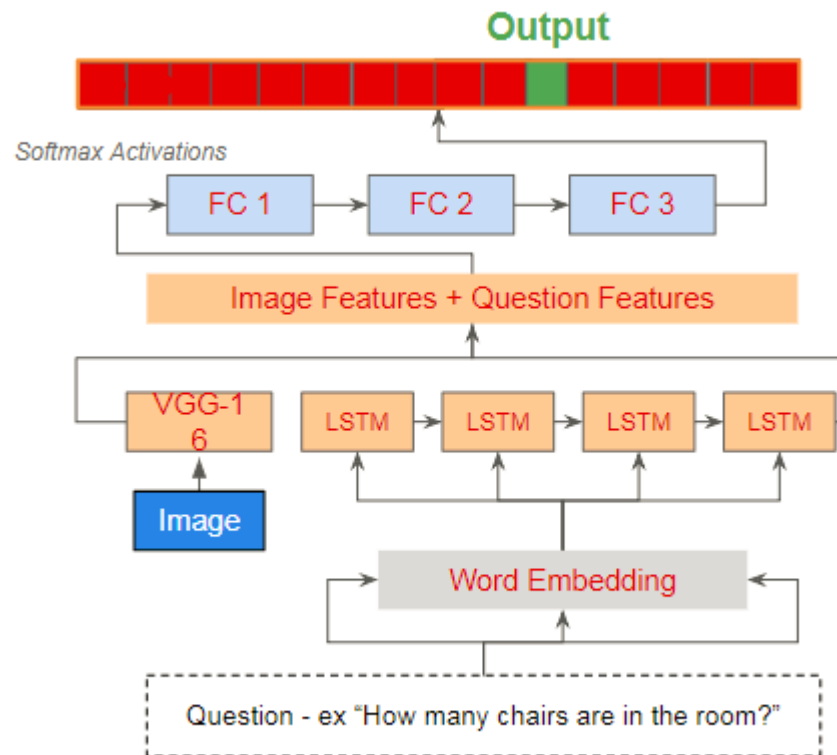 Output
Softmax Activations
FC 1
FC 2
FC 3
Image Features + Question Features
VGG-1
6
LSTM
LSTM
LSTM
LSTM
Image
Word Embedding
Question - ex “How many chairs are in the room?”